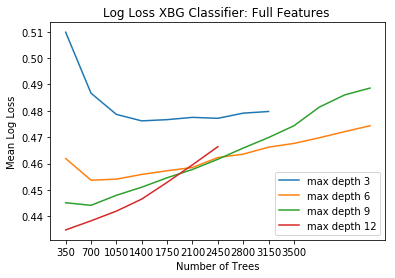 Log Loss XBG Classifier: Full Features
0.51
0.50
0.49
0.48
0.47
0.46
0.45
0.44
Mean Log Loss
350 700 1050 1400 1750 2100 2450 2800 3150 3500
Number of Trees
max depth 3
max depth 6
max depth 9
max depth 12